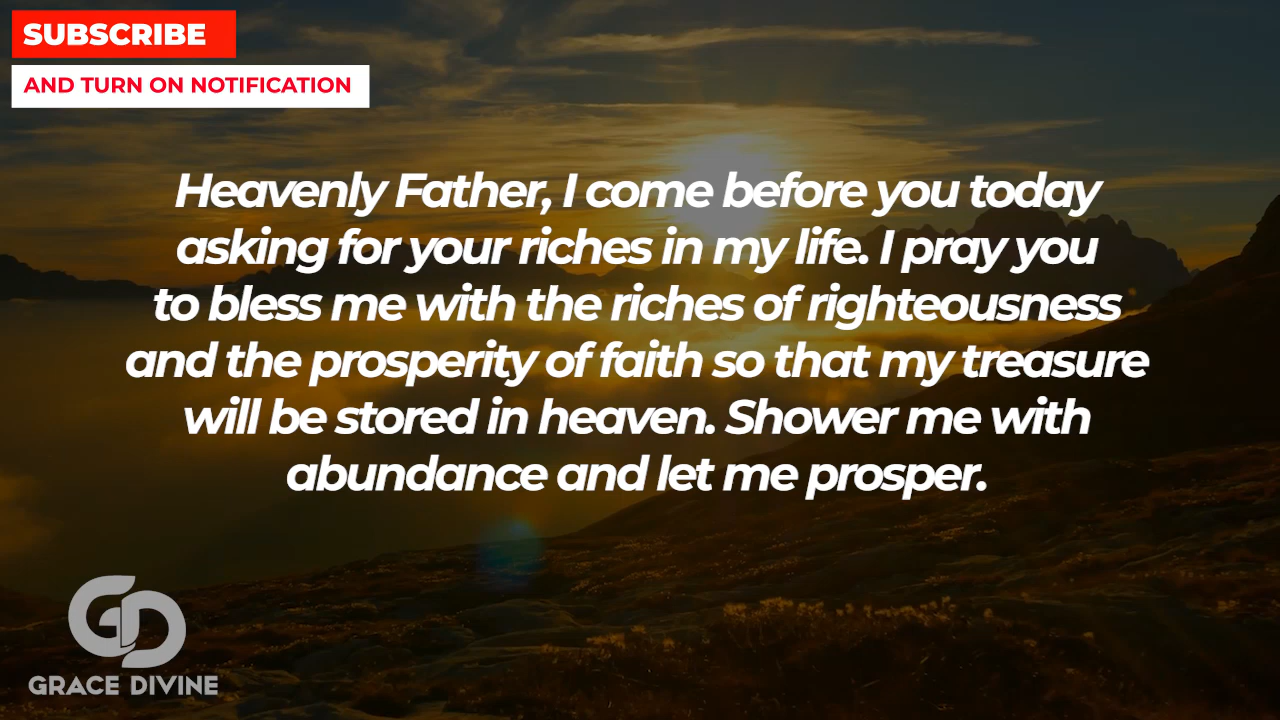 SUBSCRIBE
AND TURN ON NOTIFICATION
Heavenly Father, I come before you today
asking for your riches in my life. I pray you
to bless me with the riches of righteousness
and the prosperity of faith so that my treasure
will be stored in heaven. Shower me with
abundance and let me prosper.
GD
GRACE DIVINE